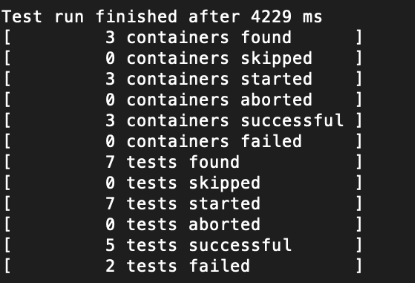 Test run finished after 4229 ms
[         3 containers found      ]
[         0 containers skipped    ]
[         3 containers started    ]
[         0 containers aborted    ]
[         3 containers successful ]
[         0 containers failed     ]
[         7 tests found           ]
[         0 tests skipped         ]
[         7 tests started         ]
[         0 tests aborted         ]
[         5 tests successful      ]
[         2 tests failed          ]